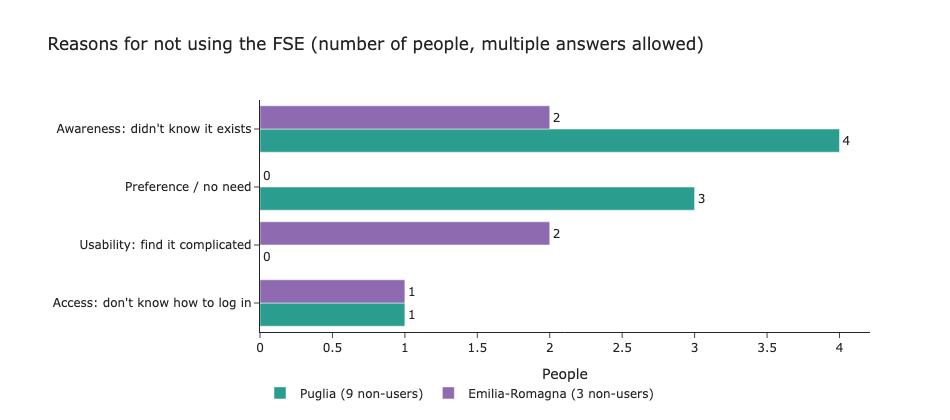 Reasons for not using the FSE (number of people, multiple answers allowed)
Awareness: didn't know it exists
2
4
Preference / no need
0
3
Usability: find it complicated
2
0
Access: don't know how to log in
1
1
0 0.5 1 1.5 2 2.5 3 3.5 4
People
Puglia (9 non-users) Emilia-Romagna (3 non-users)